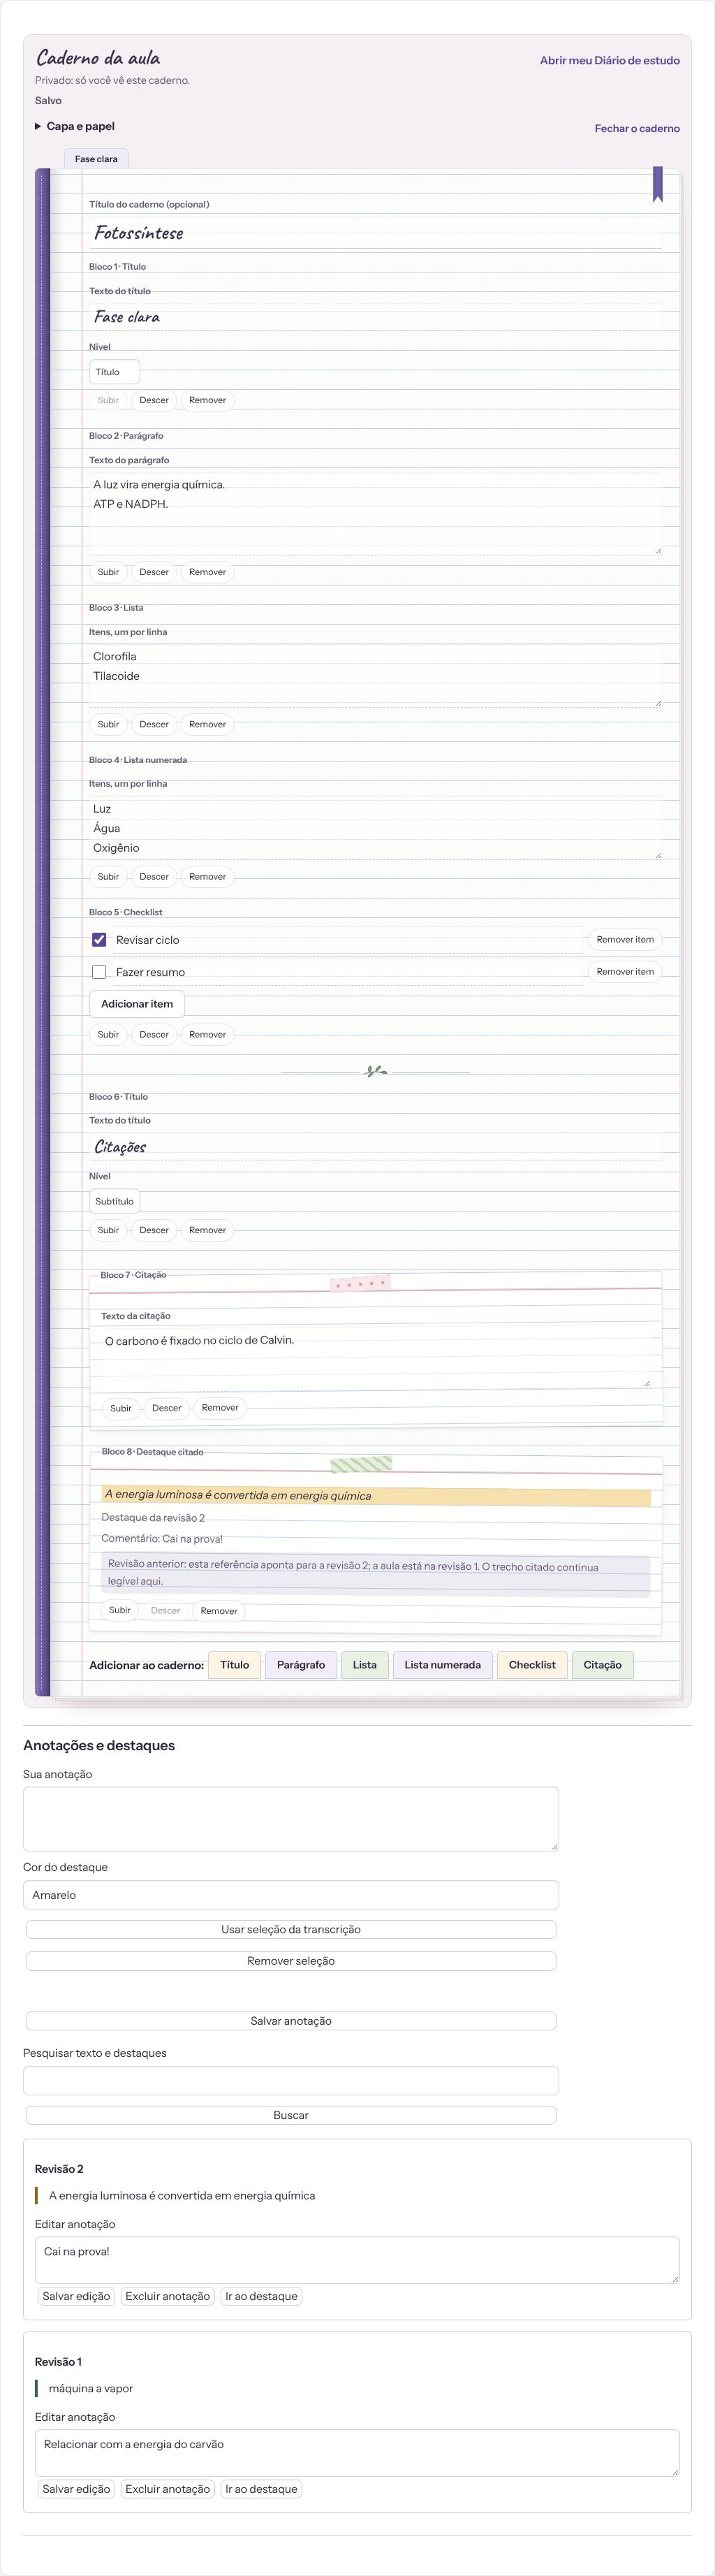 Caderno da aula
Abrir meu Diário de estudo
Privado: só você vê este caderno.
Salvo
Capa e papel
Fechar o caderno
Fase clara
Título do caderno (opcional)
Fotossíntese
Bloco 1 · Título
Texto do título
Fase clara
Nível
Título
Subir Descer Remover
Bloco 2 · Parágrafo
Texto do parágrafo
A luz vira energia química.
ATP e NADPH.
Subir Descer Remover
Bloco 3 · Lista
Itens, um por linha
Clorofila
Tilacoide
Subir Descer Remover
Bloco 4 · Lista numerada
Itens, um por linha
Luz
Água
Oxigênio
Subir Descer Remover
Bloco 5 · Checklist
Revisar ciclo Remover item
Fazer resumo Remover item
Adicionar item
Subir Descer Remover
Bloco 6 · Título
Texto do título
Citações
Nível
Subtítulo
Subir Descer Remover
Bloco 7 · Citação
Texto da citação
O carbono é fixado no ciclo de Calvin.
Subir Descer Remover
Bloco 8 · Destaque citado
A energia luminosa é convertida em energia química
Destaque da revisão 2
Comentário: Cai na prova!
Revisão anterior: esta referência aponta para a revisão 2; a aula está na revisão 1. O trecho citado continua
legível aqui.
Subir Descer Remover
Adicionar ao caderno: Título Parágrafo Lista Lista numerada Checklist Citação
Anotações e destaques
Sua anotação
Cor do destaque
Amarelo
Usar seleção da transcrição
Remover seleção
Salvar anotação
Pesquisar texto e destaques
Buscar
Revisão 2
A energia luminosa é convertida em energia química
Editar anotação
Cai na prova!
Salvar edição Excluir anotação Ir ao destaque
Revisão 1
máquina a vapor
Editar anotação
Relacionar com a energia do carvão
Salvar edição Excluir anotação Ir ao destaque